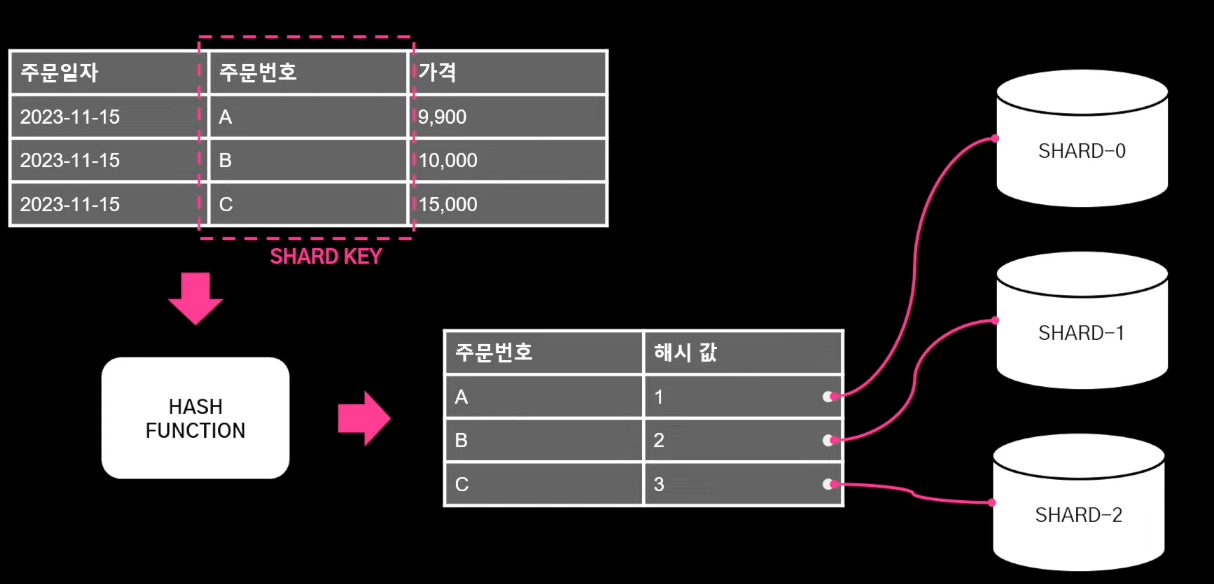 주문일자 주문번호 가격
2023-11-15 A 9,900
2023-11-15 B 10,000
2023-11-15 C 15,000
SHARD KEY
HASH
FUNCTION
주문번호 해시 값
A 1
B 2
C 3
SHARD-0
SHARD-1
SHARD-2